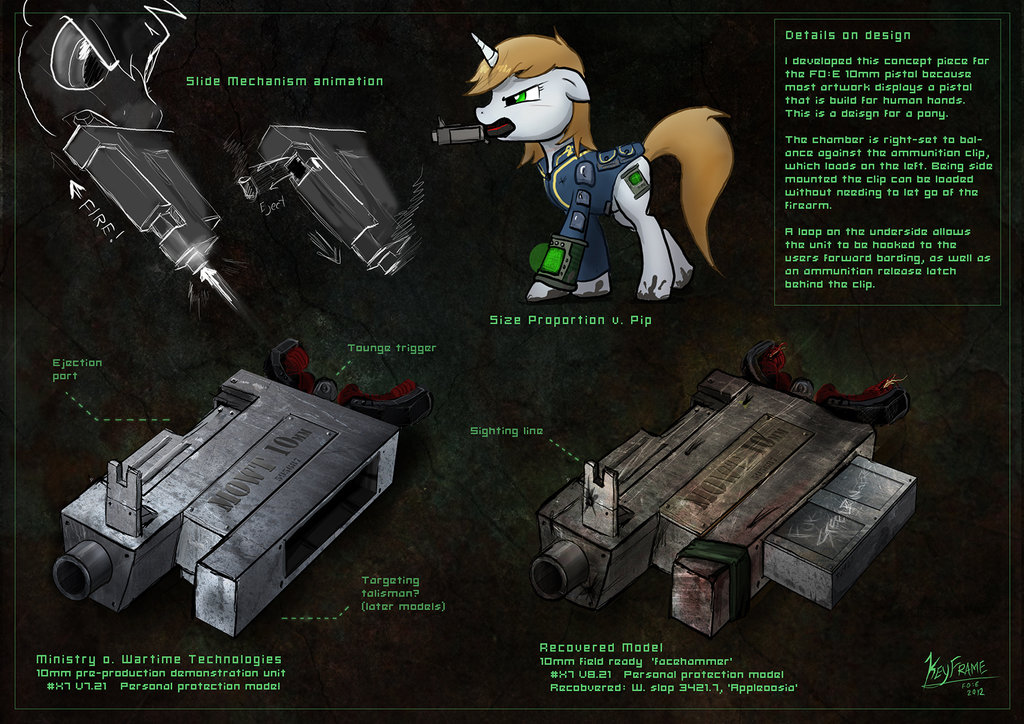 Slide Mechanism animation
FIRE!
Eject
Size Proportion v. Pip
Details on design
I developed this concept piece for
the FO:E 10mm pistol because
most artwork displays a pistol
that is build for human hands.
This is a deisgn for a pony.
The chamber is right-set to bal-
ance against the ammunition clip,
which loads on the left. Being side
mounted the clip can be loaded
without needing to let go of the
firearm.
A loop on the underside allows
the unit to be hooked to the
users forward barding, as well as
an ammunition release latch
behind the clip.
Ejection
port
Tounge trigger
MOWT 10MM
Targeting
talisman?
(later models)
Sighting line
MOWT 10MM
Ministry o. Wartime Technologies
10mm pre-production demonstration unit
#X7 V7.21 Personal protection model
Recovered Model
10mm field ready 'facehammer'
#X7 V8.21 Personal protection model
Recobvered: W. slop 3421.7, 'Appleoosia'
KEYFRAME
FO:E
2012